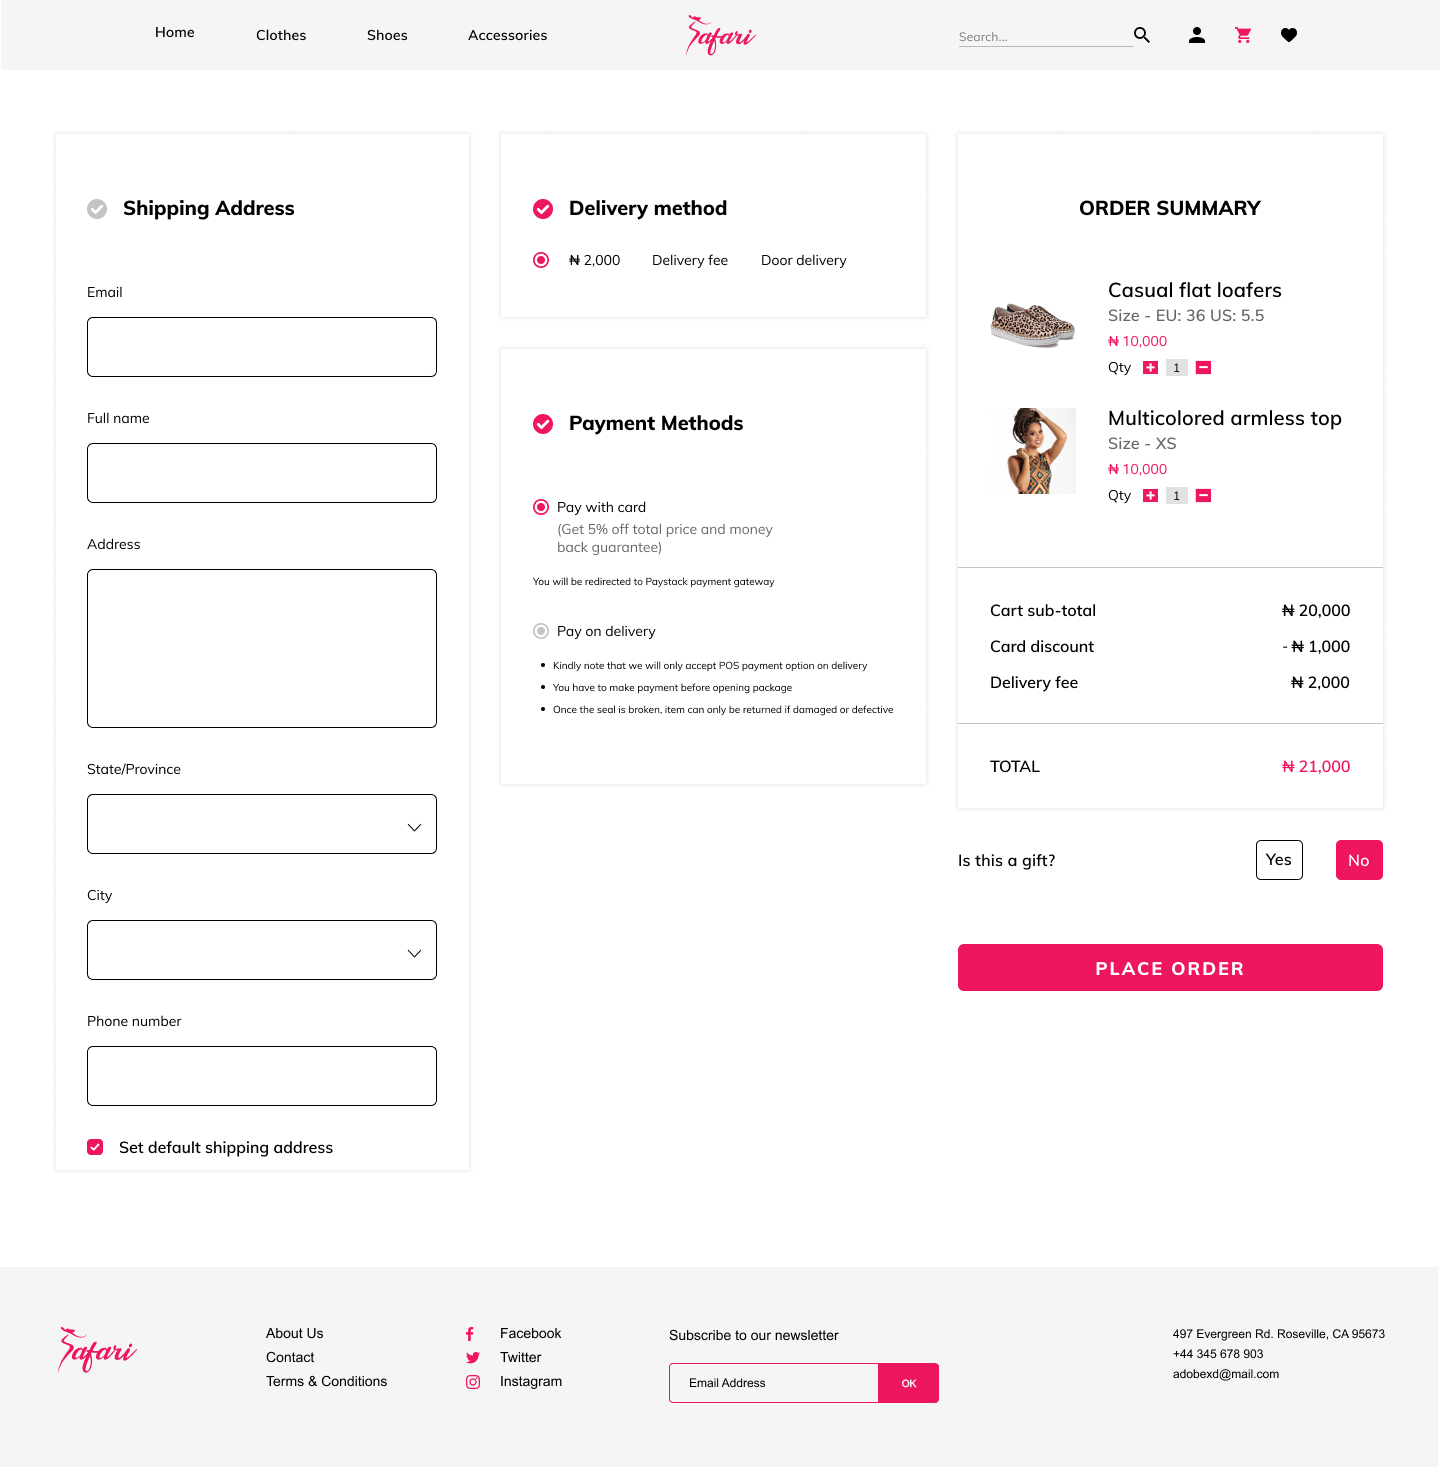 Home
Clothes
Shoes
Accessories
Safari
Search...
Shipping Address
Email
Full name
Address
State/Province
City
Phone number
Set default shipping address
Delivery method
₦ 2,000 Delivery fee Door delivery
Payment Methods
Pay with card
(Get 5% off total price and money
back guarantee)
You will be redirected to Paystack payment gateway
Pay on delivery
Kindly note that we will only accept POS payment option on delivery
You have to make payment before opening package
Once the seal is broken, item can only be returned if damaged or defective
ORDER SUMMARY
Casual flat loafers
Size - EU: 36 US: 5.5
₦ 10,000
Qty 1
Multicolored armless top
Size - XS
₦ 10,000
Qty 1
Cart sub-total ₦ 20,000
Card discount - ₦ 1,000
Delivery fee ₦ 2,000
TOTAL ₦ 21,000
Is this a gift? Yes No
PLACE ORDER
Safari
About Us
Contact
Terms & Conditions
Facebook
Twitter
Instagram
Subscribe to our newsletter
Email Address OK
497 Evergreen Rd. Roseville, CA 95673
+44 345 678 903
adobexd@mail.com